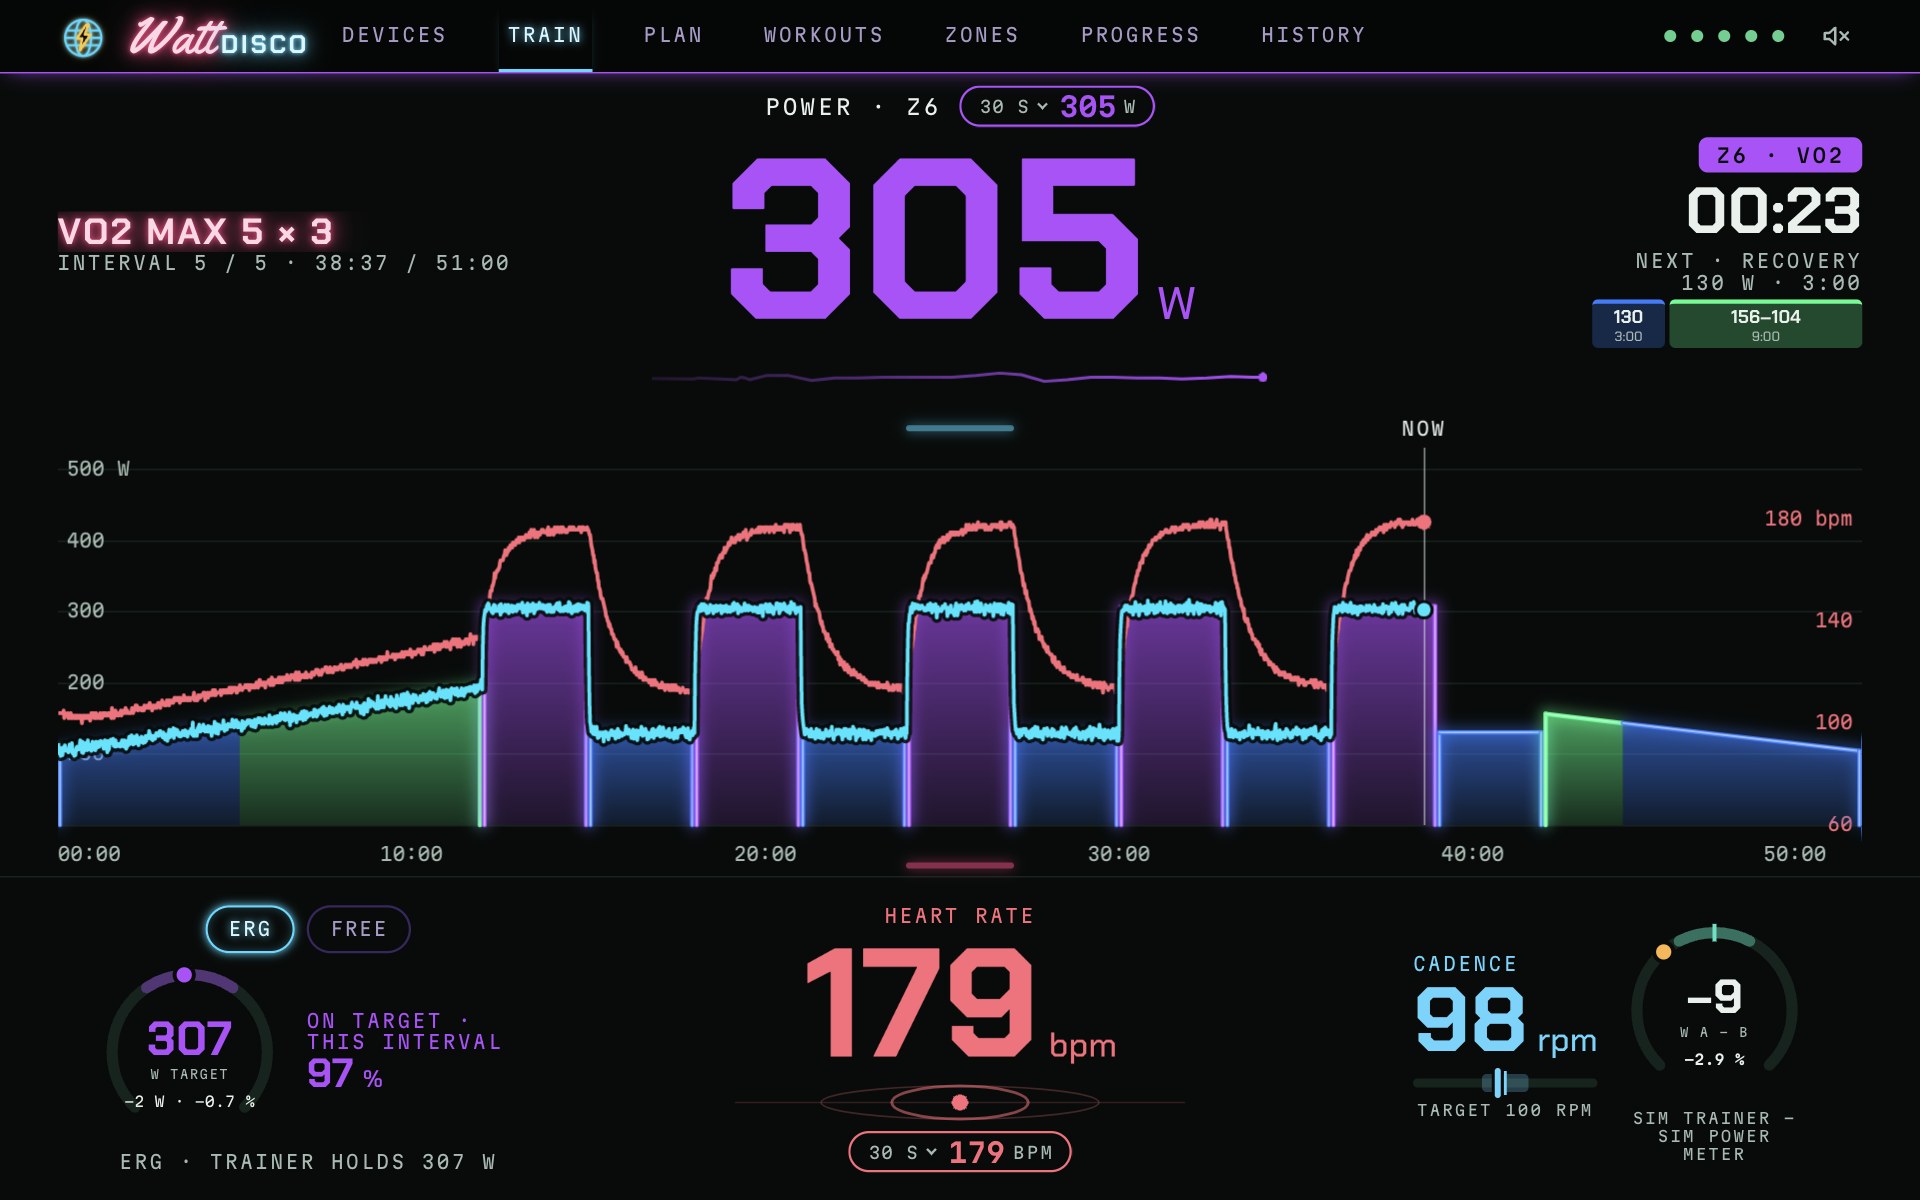 Watt DISCO
DEVICES
TRAIN
PLAN
WORKOUTS
ZONES
PROGRESS
HISTORY
POWER · Z6
30 S 305 W
305 W
VO2 MAX 5 × 3
INTERVAL 5 / 5 · 38:37 / 51:00
Z6 · VO2
00:23
NEXT · RECOVERY
130 W · 3:00
130
3:00
156–104
9:00
NOW
500 W
400
300
200
180 bpm
140
100
60
00:00
10:00
20:00
30:00
40:00
50:00
ERG
FREE
307
W TARGET
−2 W · −0.7 %
ON TARGET ·
THIS INTERVAL
97 %
ERG · TRAINER HOLDS 307 W
HEART RATE
179 bpm
30 S 179 BPM
CADENCE
98 rpm
TARGET 100 RPM
−9
W A − B
−2.9 %
SIM TRAINER −
SIM POWER
METER